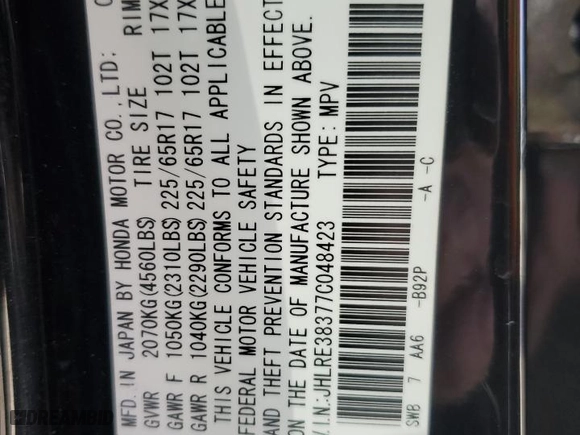 MFD. IN JAPAN BY HONDA MOTOR CO.,LTD:
GVWR 2070KG(4560LBS) TIRE SIZE RIM
GAWR F 1050KG(2310LBS) 225/65R17 102T 17X
GAWR R 1040KG(2290LBS) 225/65R17 102T 17X
THIS VEHICLE CONFORMS TO ALL APPLICABLE
FEDERAL MOTOR VEHICLE SAFETY
AND THEFT PREVENTION STANDARDS IN EFFECT
ON THE DATE OF MANUFACTURE SHOWN ABOVE.
V.I.N.:JHLRE38377C048423 TYPE: MPV
SWB 7 AA6 -B92P -A -C
DREAMBID